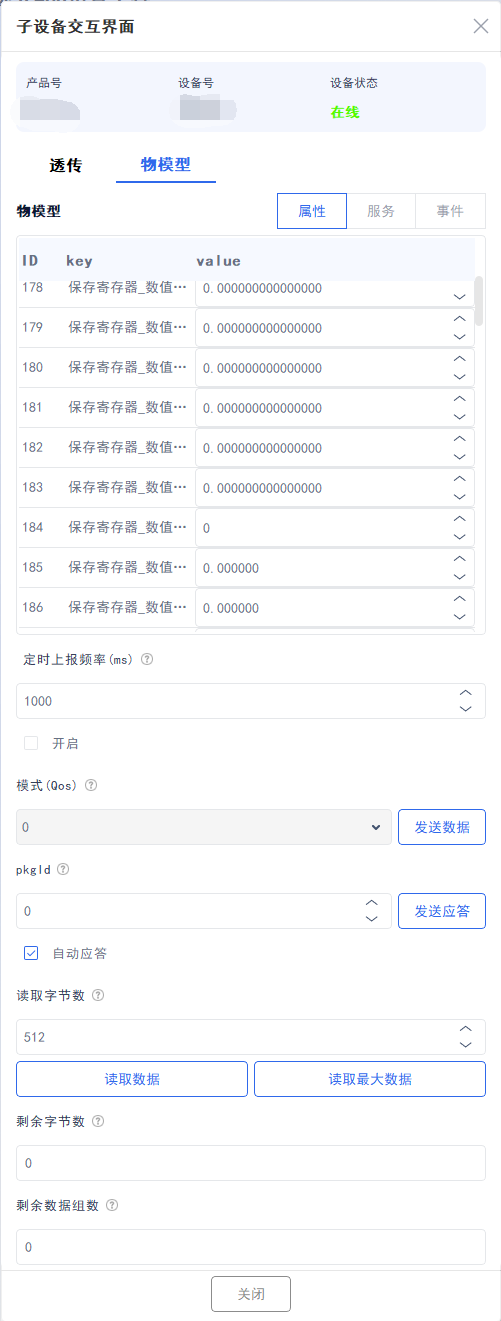 子设备交互界面
产品号 设备号 设备状态
在线
透传 物模型
物模型 属性 服务 事件
ID key value
178 保存寄存器_数值… 0.000000000000000
179 保存寄存器_数值… 0.000000000000000
180 保存寄存器_数值… 0.000000000000000
181 保存寄存器_数值… 0.000000000000000
182 保存寄存器_数值… 0.000000000000000
183 保存寄存器_数值… 0.000000000000000
184 保存寄存器_数值… 0
185 保存寄存器_数值… 0.000000
186 保存寄存器_数值… 0.000000
定时上报频率(ms) ?
1000
开启
模式(Qos) ?
0 发送数据
pkgId ?
0 发送应答
自动应答
读取字节数 ?
512
读取数据 读取最大数据
剩余字节数 ?
0
剩余数据组数 ?
0
关闭